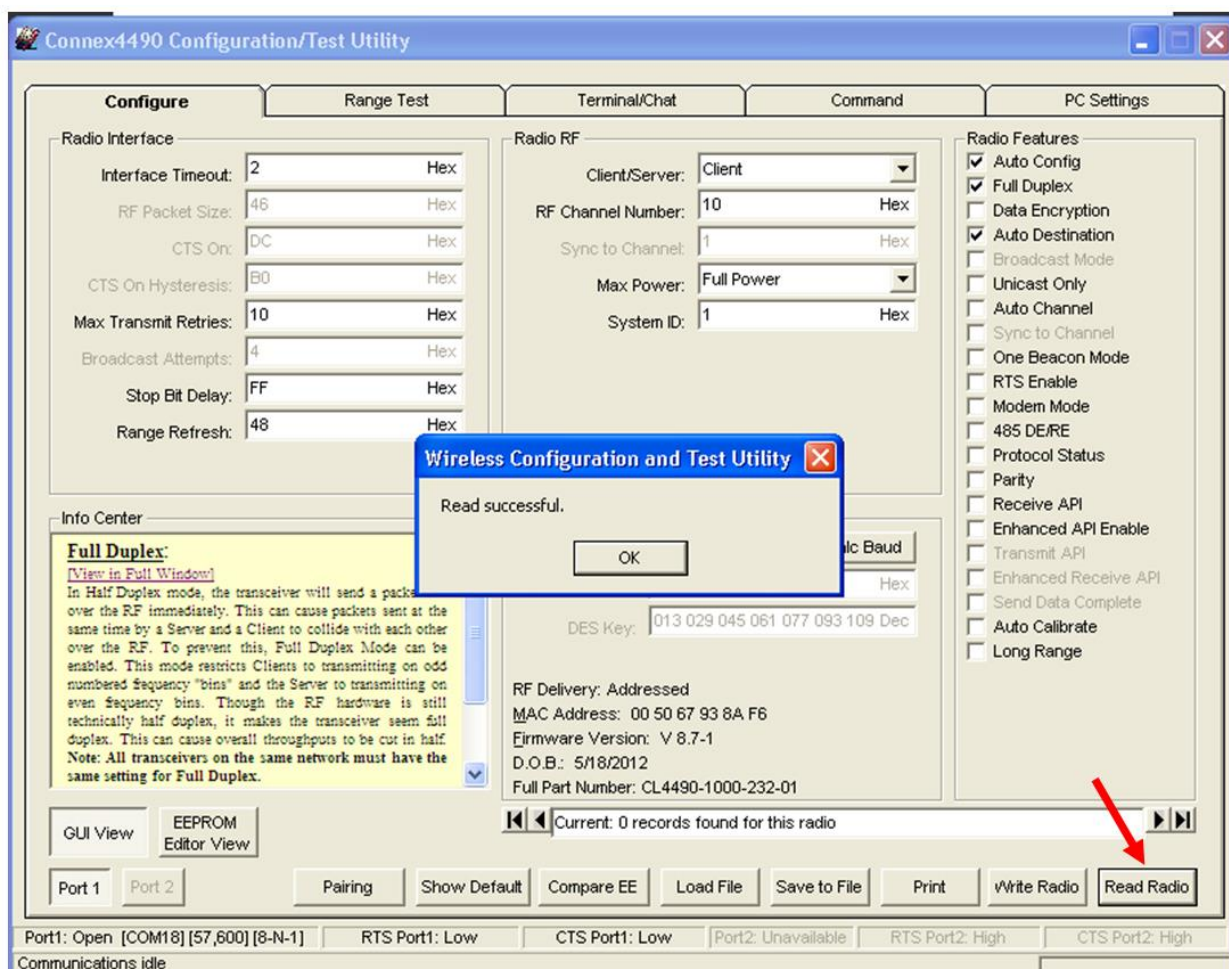 Connex4490 Configuration/Test Utility
Configure
Range Test
Terminal/Chat
Command
PC Settings
Radio Interface
Interface Timeout: 2 Hex
RF Packet Size: 46 Hex
CTS On: DC Hex
CTS On Hysteresis: B0 Hex
Max Transmit Retries: 10 Hex
Broadcast Attempts: 4 Hex
Stop Bit Delay: FF Hex
Range Refresh: 48 Hex
Radio RF
Client/Server: Client
RF Channel Number: 10 Hex
Sync to Channel: 1 Hex
Max Power: Full Power
System ID: 1 Hex
Radio Features
Auto Config
Full Duplex
Data Encryption
Auto Destination
Broadcast Mode
Unicast Only
Auto Channel
Sync to Channel
One Beacon Mode
RTS Enable
Modem Mode
485 DE/RE
Protocol Status
Parity
Receive API
Enhanced API Enable
Transmit API
Enhanced Receive API
Send Data Complete
Auto Calibrate
Long Range
Wireless Configuration and Test Utility
Read successful.
OK
Info Center
Full Duplex:
[View in Full Window]
In Half Duplex mode, the transceiver will send a packe
over the RF immediately. This can cause packets sent at the
same time by a Server and a Client to collide with each other
over the RF. To prevent this, Full Duplex Mode can be
enabled. This mode restricts Clients to transmitting on odd
numbered frequency "bins" and the Server to transmitting on
even frequency bins. Though the RF hardware is still
technically half duplex, it makes the transceiver seem full
duplex. This can cause overall throughputs to be cut in half.
Note: All transceivers on the same network must have the
same setting for Full Duplex.
lc Baud
Hex
DES Key: 013 029 045 061 077 093 109 Dec
RF Delivery: Addressed
MAC Address: 00 50 67 93 8A F6
Firmware Version: V 8.7-1
D.O.B.: 5/18/2012
Full Part Number: CL4490-1000-232-01
Current: 0 records found for this radio
GUI View
EEPROM
Editor View
Port 1
Port 2
Pairing
Show Default
Compare EE
Load File
Save to File
Print
Write Radio
Read Radio
Port1: Open [COM18] [57,600] [8-N-1]
RTS Port1: Low
CTS Port1: Low
Port2: Unavailable
RTS Port2: High
CTS Port2: High
Communications idle